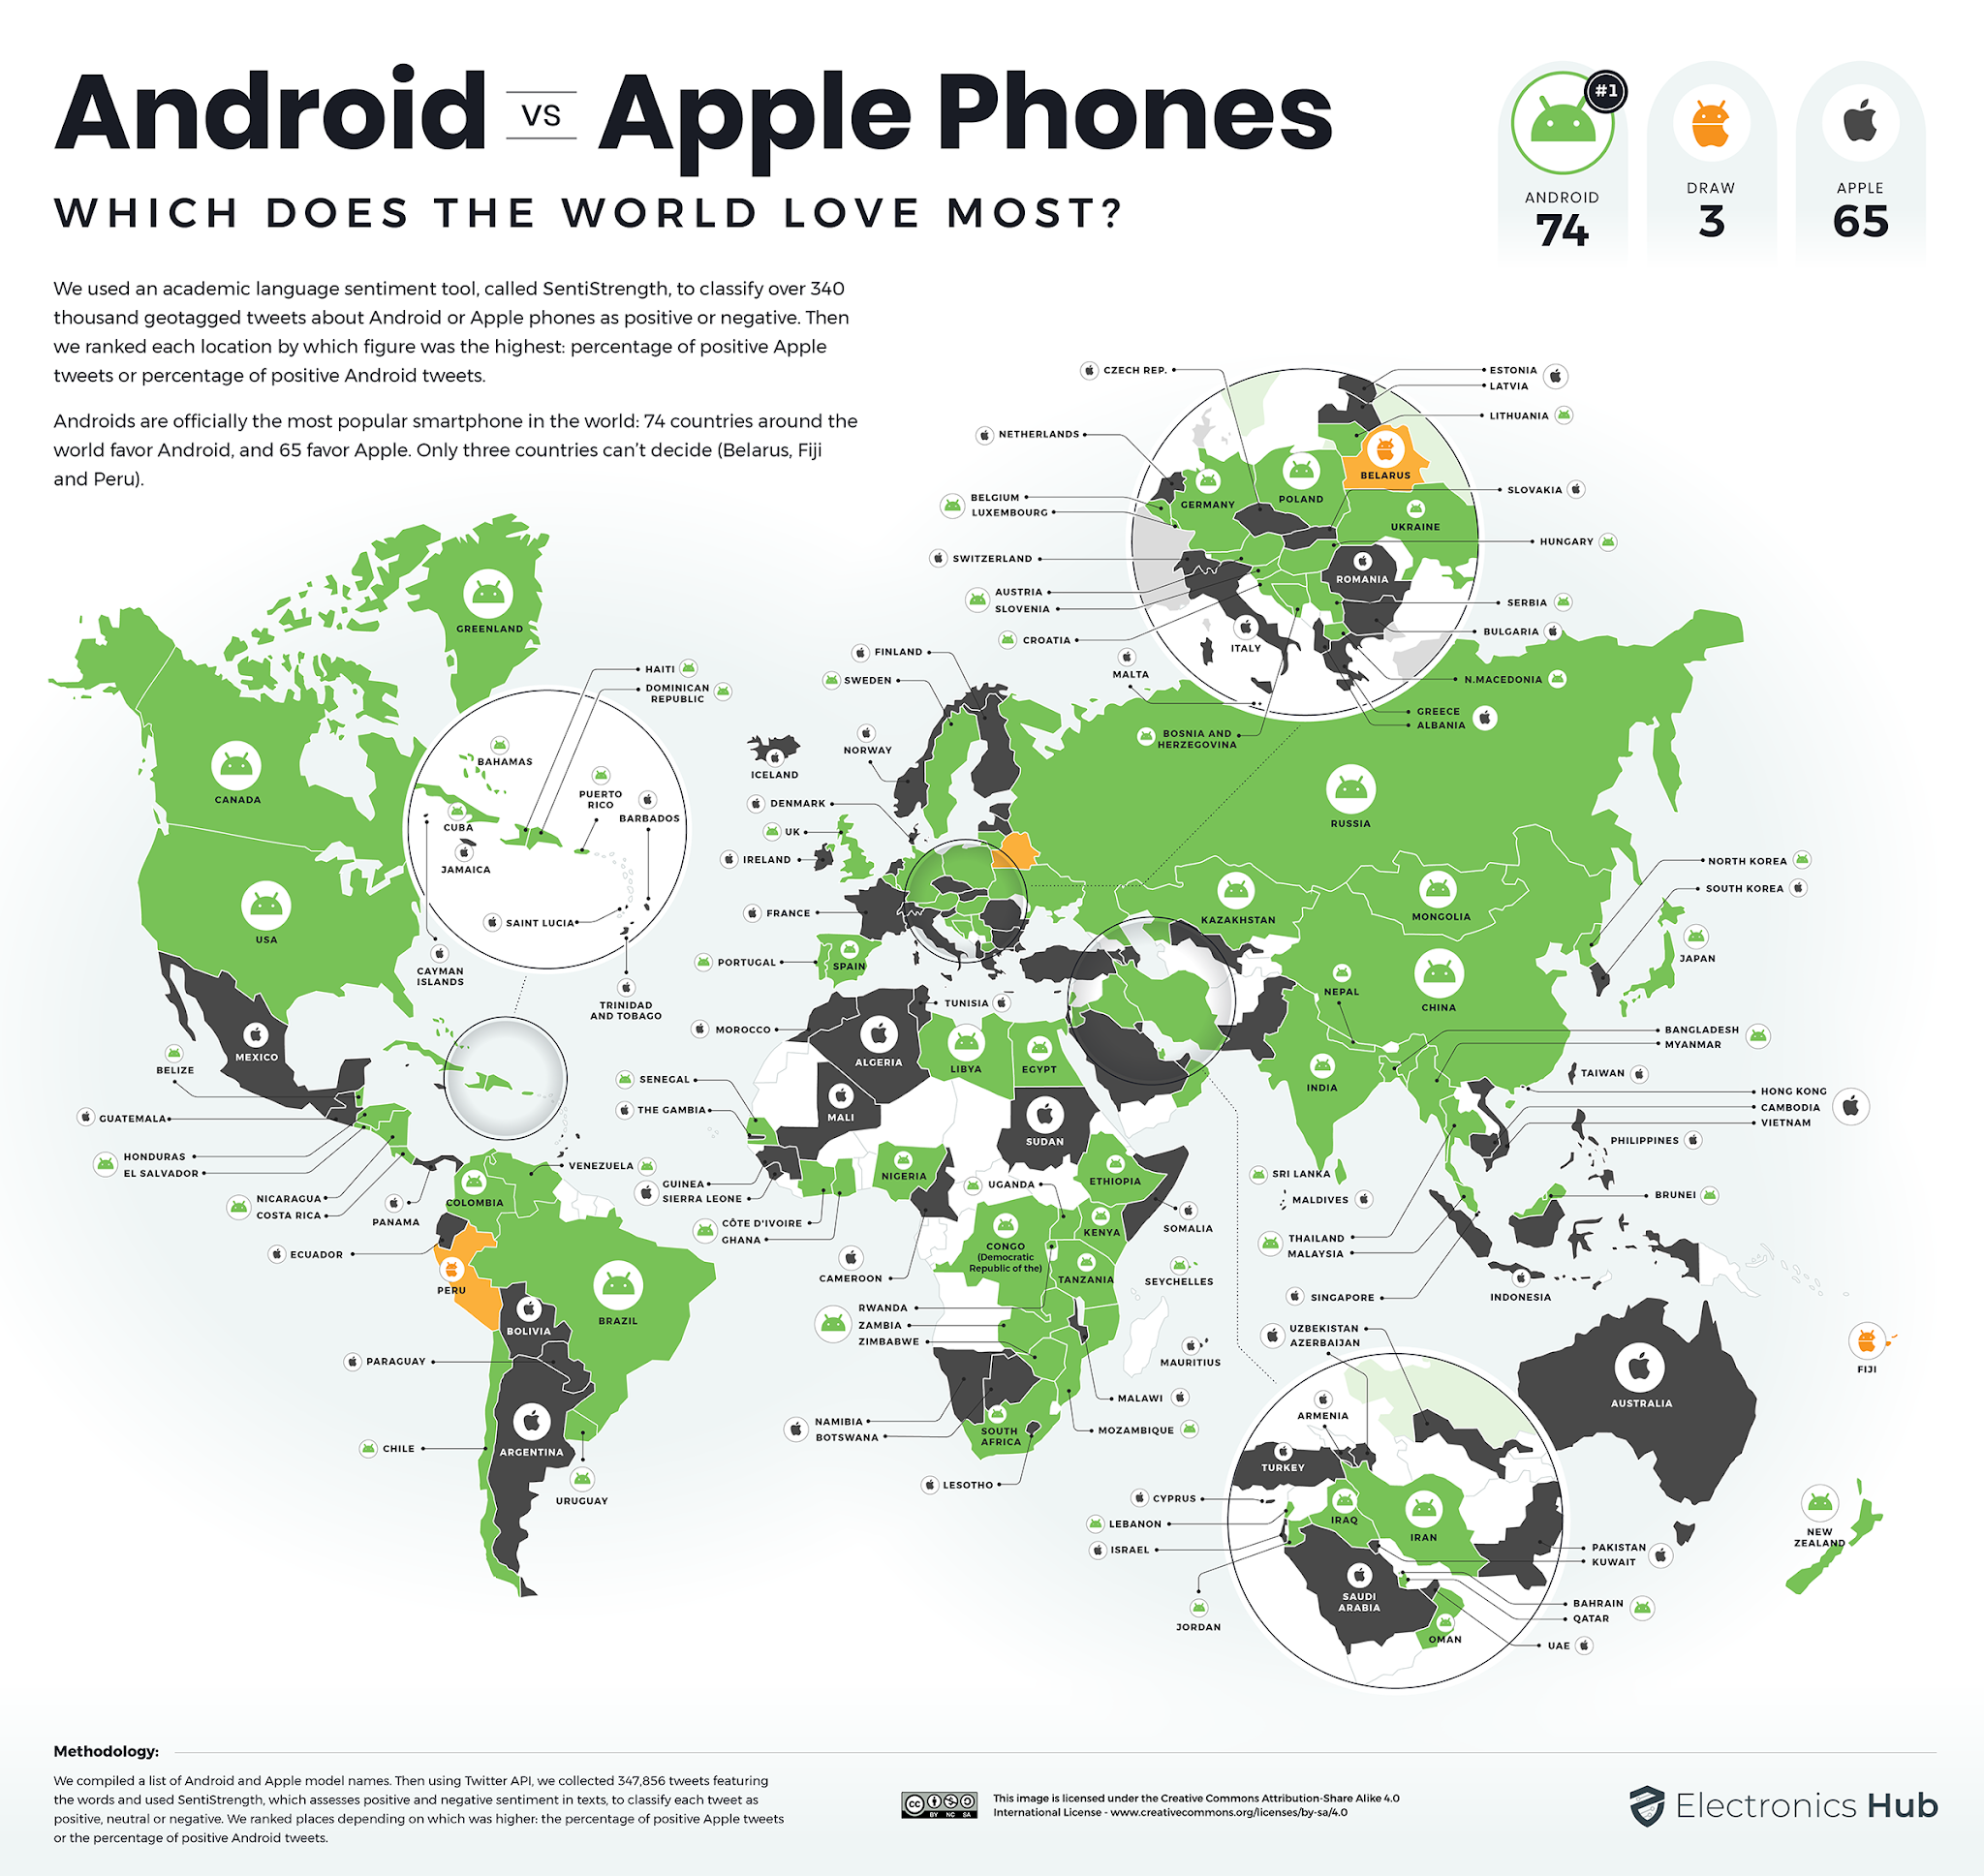 Android VS Apple Phones
WHICH DOES THE WORLD LOVE MOST?
#1
ANDROID
74
DRAW
3
APPLE
65
We used an academic language sentiment tool, called SentiStrength, to classify over 340
thousand geotagged tweets about Android or Apple phones as positive or negative. Then
we ranked each location by which figure was the highest: percentage of positive Apple
tweets or percentage of positive Android tweets.
Androids are officially the most popular smartphone in the world: 74 countries around the
world favor Android, and 65 favor Apple. Only three countries can't decide (Belarus, Fiji
and Peru).
CZECH REP.
ESTONIA
LATVIA
LITHUANIA
NETHERLANDS
BELARUS
SLOVAKIA
GERMANY
POLAND
BELGIUM
LUXEMBOURG
UKRAINE
HUNGARY
SWITZERLAND
ROMANIA
AUSTRIA
SLOVENIA
SERBIA
CROATIA
BULGARIA
ITALY
MALTA
N.MACEDONIA
GREECE
ALBANIA
BOSNIA AND
HERZEGOVINA
GREENLAND
FINLAND
SWEDEN
HAITI
DOMINICAN
REPUBLIC
NORWAY
ICELAND
BAHAMAS
CANADA
PUERTO
RICO
DENMARK
BARBADOS
CUBA
UK
RUSSIA
JAMAICA
IRELAND
NORTH KOREA
SOUTH KOREA
FRANCE
KAZAKHSTAN
MONGOLIA
SAINT LUCIA
USA
JAPAN
PORTUGAL
SPAIN
CAYMAN
ISLANDS
NEPAL
CHINA
TRINIDAD
AND TOBAGO
TUNISIA
MOROCCO
BANGLADESH
MYANMAR
MEXICO
ALGERIA
LIBYA
EGYPT
BELIZE
SENEGAL
INDIA
TAIWAN
HONG KONG
CAMBODIA
VIETNAM
GUATEMALA
THE GAMBIA
MALI
SUDAN
PHILIPPINES
HONDURAS
EL SALVADOR
VENEZUELA
NIGERIA
ETHIOPIA
SRI LANKA
GUINEA
SIERRA LEONE
UGANDA
NICARAGUA
COSTA RICA
COLOMBIA
MALDIVES
BRUNEI
PANAMA
CÔTE D'IVOIRE
GHANA
KENYA
SOMALIA
ECUADOR
CONGO
(Democratic
Republic of the)
THAILAND
MALAYSIA
CAMEROON
TANZANIA
SEYCHELLES
PERU
SINGAPORE
INDONESIA
RWANDA
ZAMBIA
ZIMBABWE
BRAZIL
BOLIVIA
UZBEKISTAN
AZERBAIJAN
PARAGUAY
MAURITIUS
FIJI
MALAWI
AUSTRALIA
NAMIBIA
BOTSWANA
ARMENIA
MOZAMBIQUE
SOUTH
AFRICA
CHILE
ARGENTINA
TURKEY
LESOTHO
CYPRUS
URUGUAY
LEBANON
IRAQ
IRAN
NEW
ZEALAND
ISRAEL
PAKISTAN
KUWAIT
SAUDI
ARABIA
BAHRAIN
QATAR
JORDAN
OMAN
UAE
Methodology:
We compiled a list of Android and Apple model names. Then using Twitter API, we collected 347,856 tweets featuring
the words and used SentiStrength, which assesses positive and negative sentiment in texts, to classify each tweet as
positive, neutral or negative. We ranked places depending on which was higher: the percentage of positive Apple tweets
or the percentage of positive Android tweets.
CC BY NC SA
This image is licensed under the Creative Commons Attribution-Share Alike 4.0
International License - www.creativecommons.org/licenses/by-sa/4.0
Electronics Hub